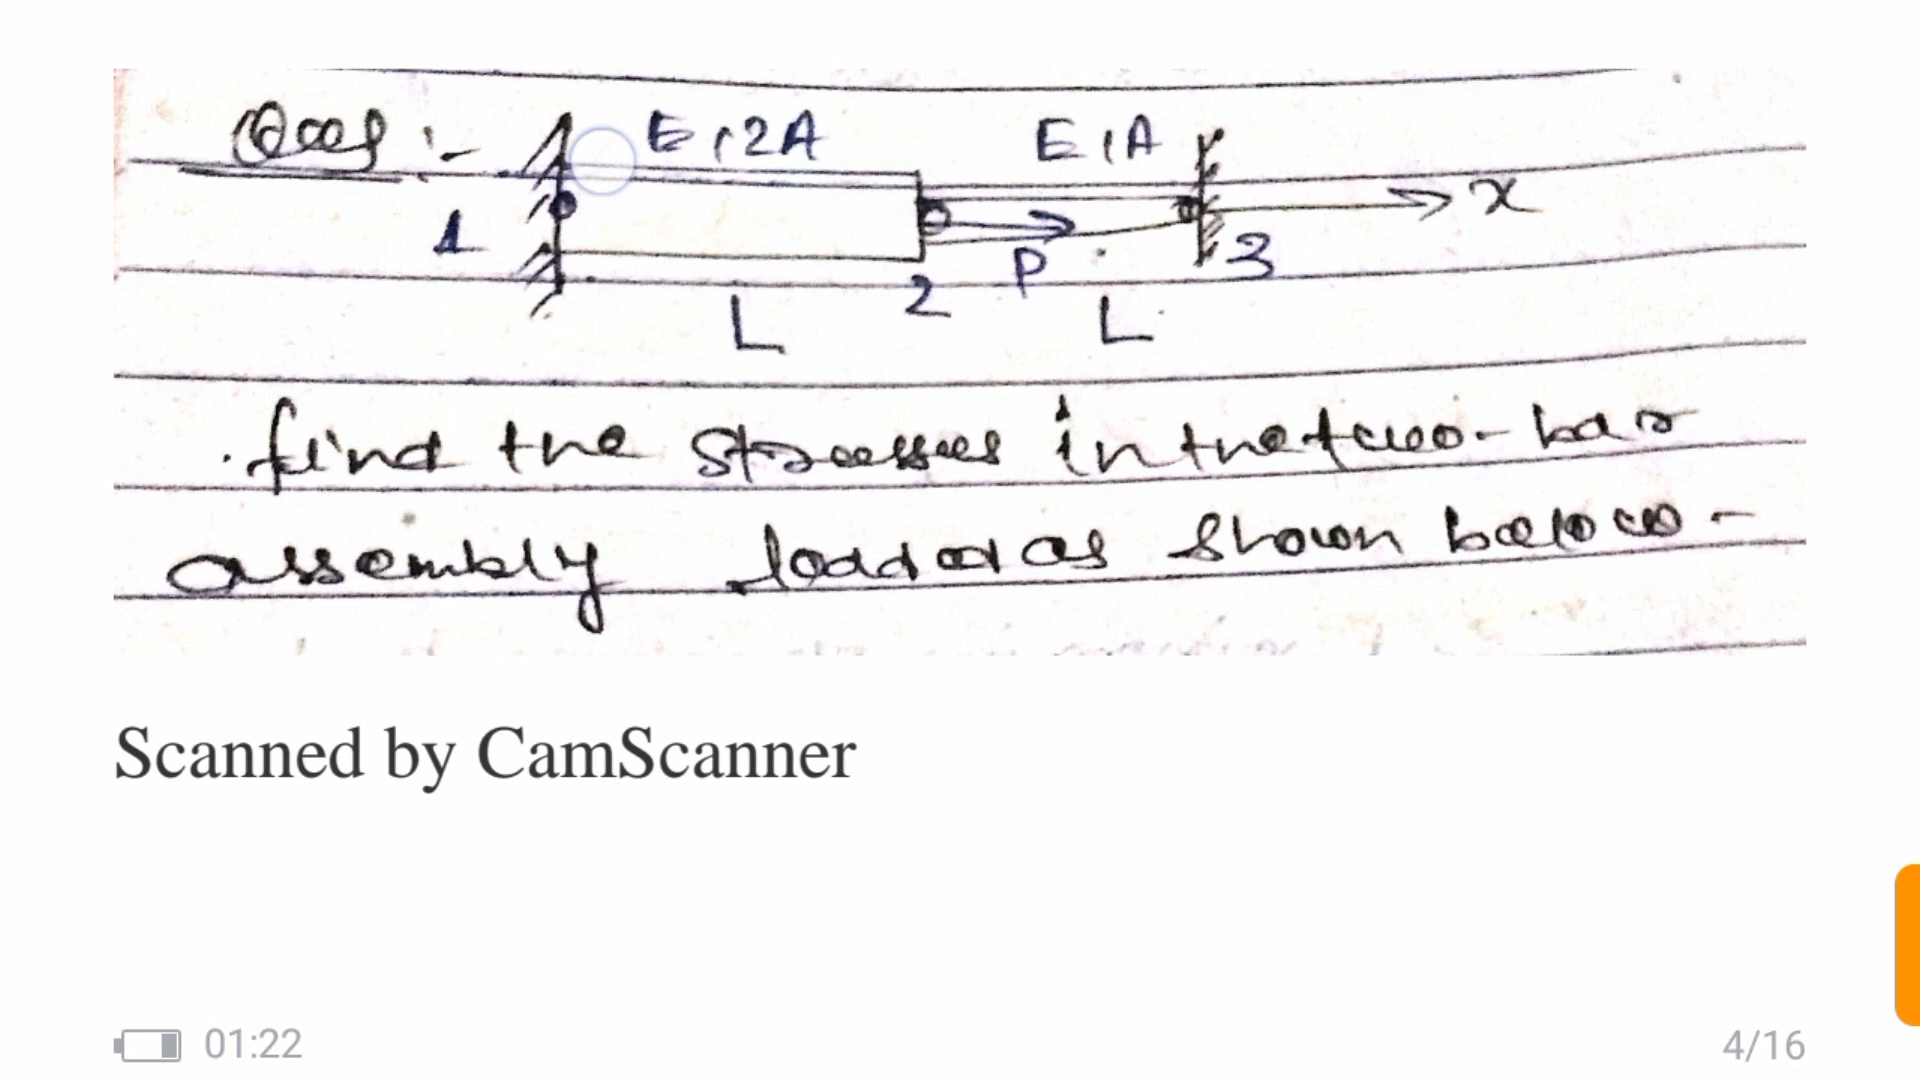 Ques :- E, 2A E, A
1 P 3 x
2
L L
find the stresses in the two-bar
assembly loaded as shown below -
Scanned by CamScanner
01:22 4/16